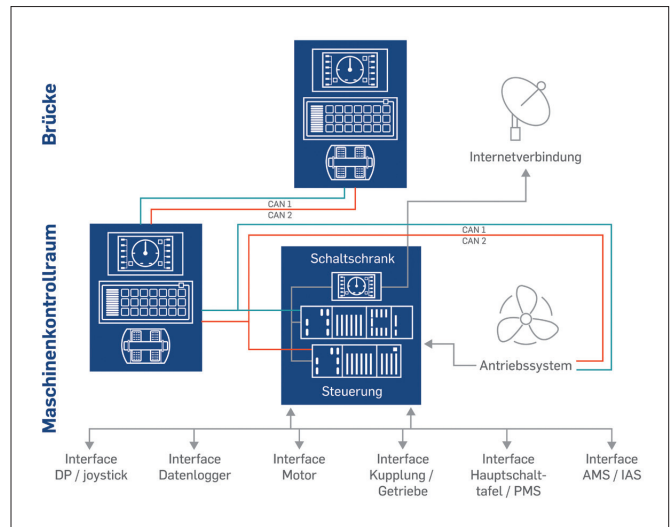 Brücke
Internetverbindung
CAN 1
CAN 2
CAN 1
CAN 2
Maschinenkontrollraum
Schaltschrank
Antriebssystem
Steuerung
Interface
DP / joystick
Interface
Datenlogger
Interface
Motor
Interface
Kupplung /
Getriebe
Interface
Hauptschalt-
tafel / PMS
Interface
AMS / IAS